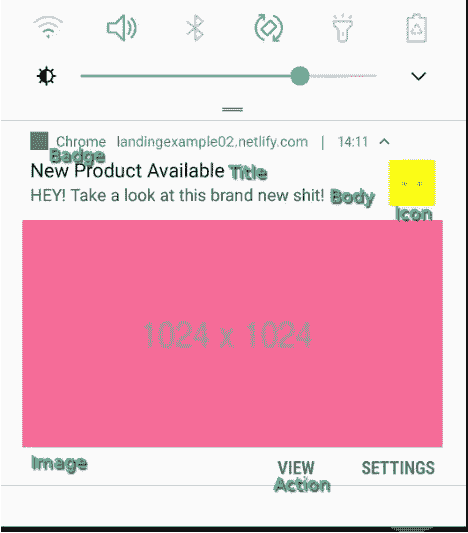 Chrome landingexample02.netlify.com | 14:11
Badge
New Product Available Title
HEY! Take a look at this brand new shit! Body
Icon
1024 x 1024
Image
VIEW SETTINGS
Action